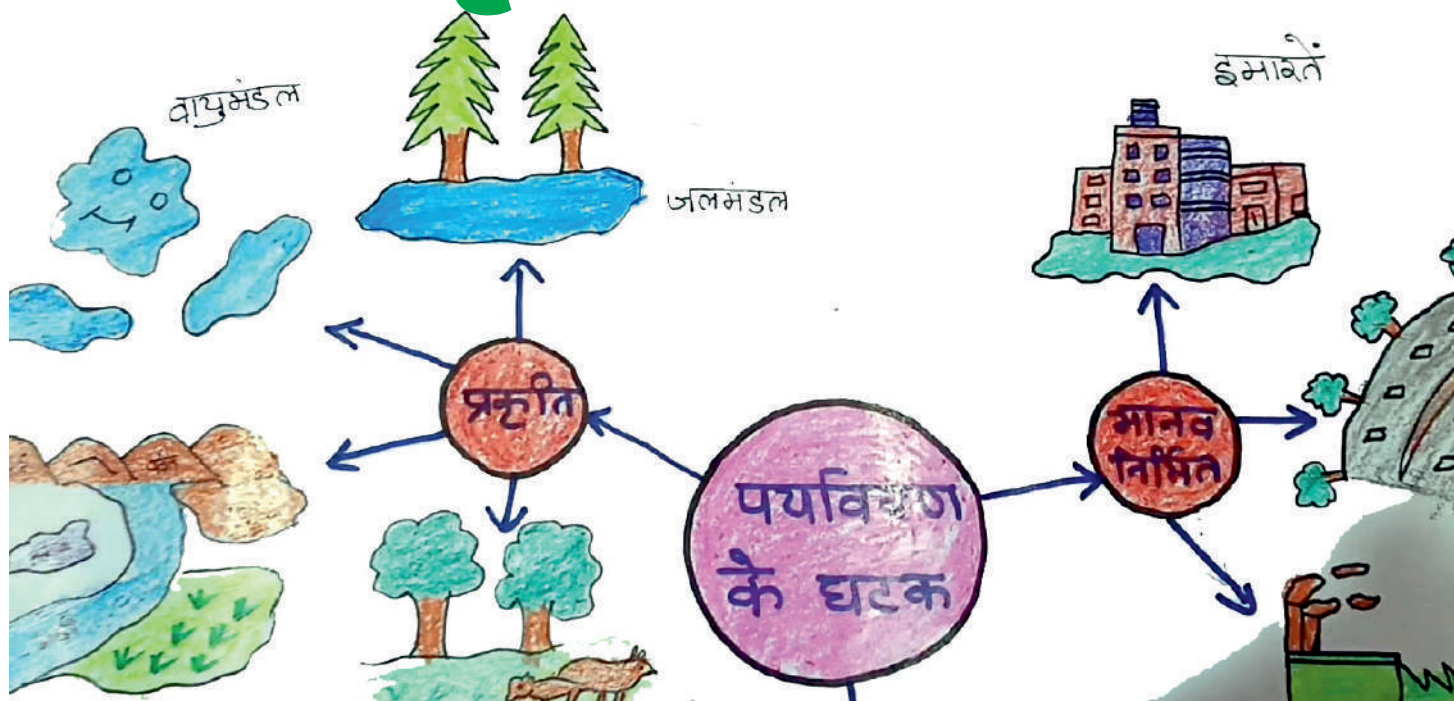 इमारतें
वायुमंडल
जलमंडल
प्रकृति
मानव
निर्मित
पर्यावरण
के घटक